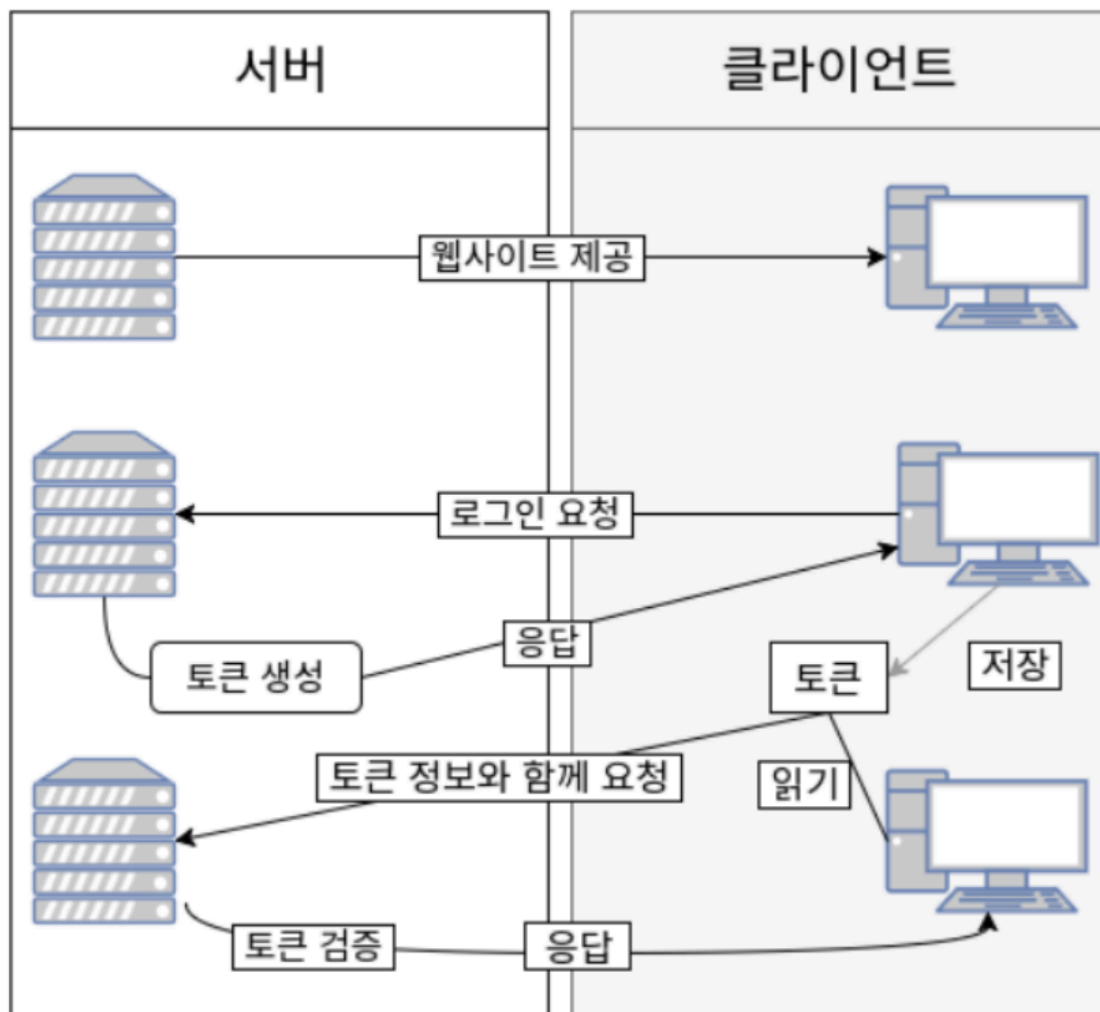 서버
클라이언트
웹사이트 제공
로그인 요청
응답
토큰 생성
토큰
저장
토큰 정보와 함께 요청
읽기
토큰 검증
응답